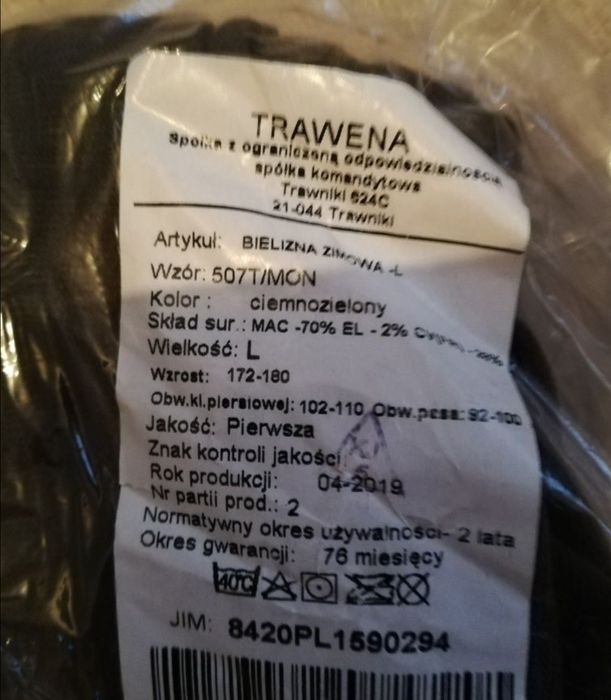 TRAWENA
Spółka z ograniczoną odpowiedzialnością
spółka komandytowa
Trawniki 624C
21-044 Trawniki
Artykuł: BIELIZNA ZIMOWA -L
Wzór: 507T/MON
Kolor : ciemnozielony
Skład sur.: MAC -70% EL - 2%
Wielkość: L
Wzrost: 172-180
Obw.kl.piersiowej: 102-110 Obw.pasa: 92-100
Jakość: Pierwsza
Znak kontroli jakości
Rok produkcji: 04-2019
Nr partii prod.: 2
Normatywny okres używalności- 2 lata
Okres gwarancji: 76 miesięcy
40°C
JIM: 8420PL1590294